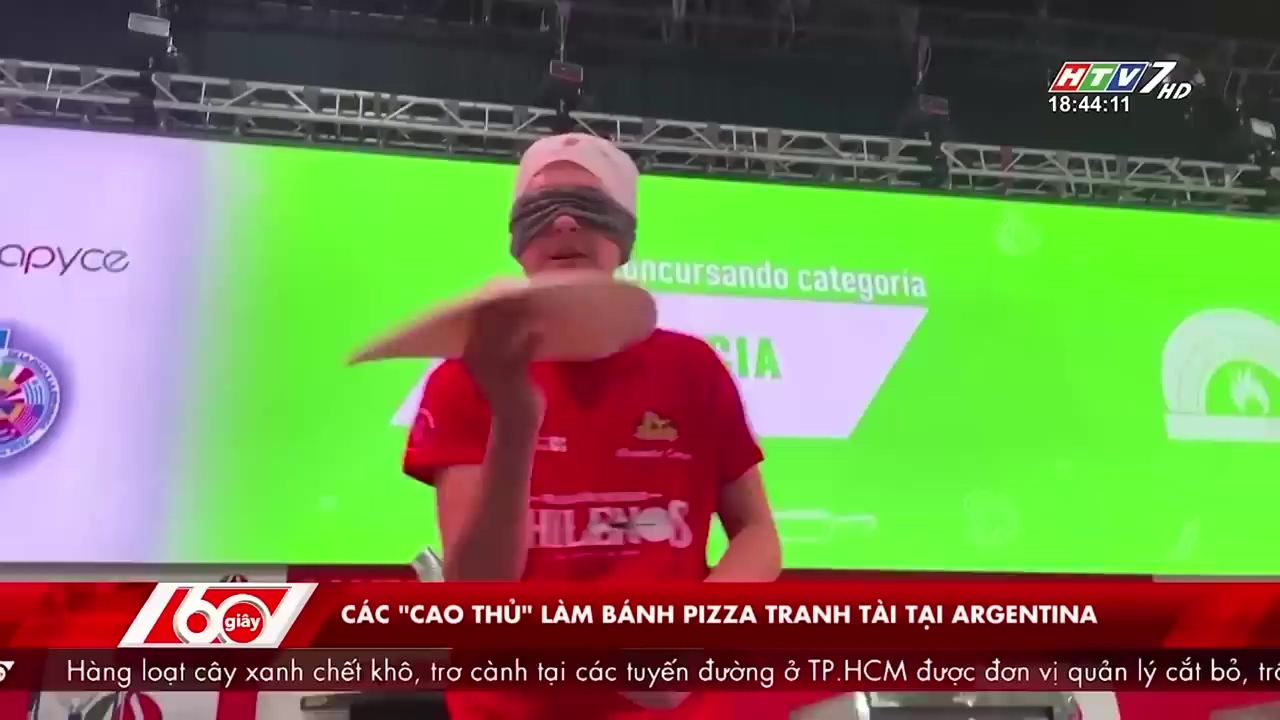 HTV7 HD
18:44:11
apyce
concursando categoría
GIA
HILENOS
60 giây
CÁC "CAO THỦ" LÀM BÁNH PIZZA TRANH TÀI TẠI ARGENTINA
Hàng loạt cây xanh chết khô, trơ cành tại các tuyến đường ở TP.HCM được đơn vị quản lý cắt bỏ,